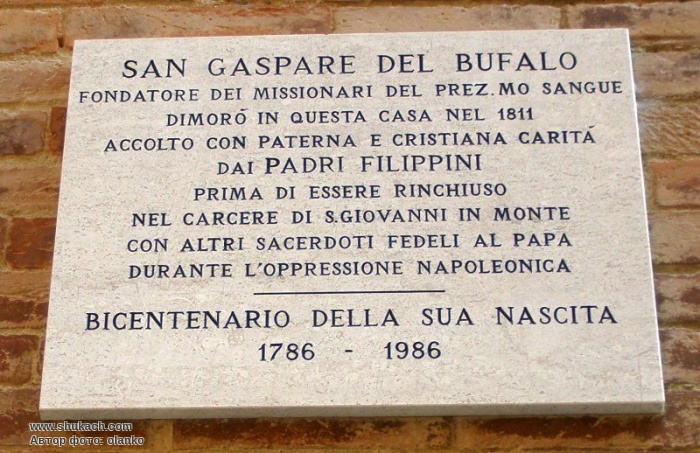 SAN GASPARE DEL BUFALO
FONDATORE DEI MISSIONARI DEL PREZ.MO SANGUE
DIMORÓ IN QUESTA CASA NEL 1811
ACCOLTO CON PATERNA E CRISTIANA CARITÁ
DAI PADRI FILIPPINI
PRIMA DI ESSERE RINCHIUSO
NEL CARCERE DI S.GIOVANNI IN MONTE
CON ALTRI SACERDOTI FEDELI AL PAPA
DURANTE L'OPPRESSIONE NAPOLEONICA
BICENTENARIO DELLA SUA NASCITA
1786 - 1986
www.shukach.com
Автор фото: olanko